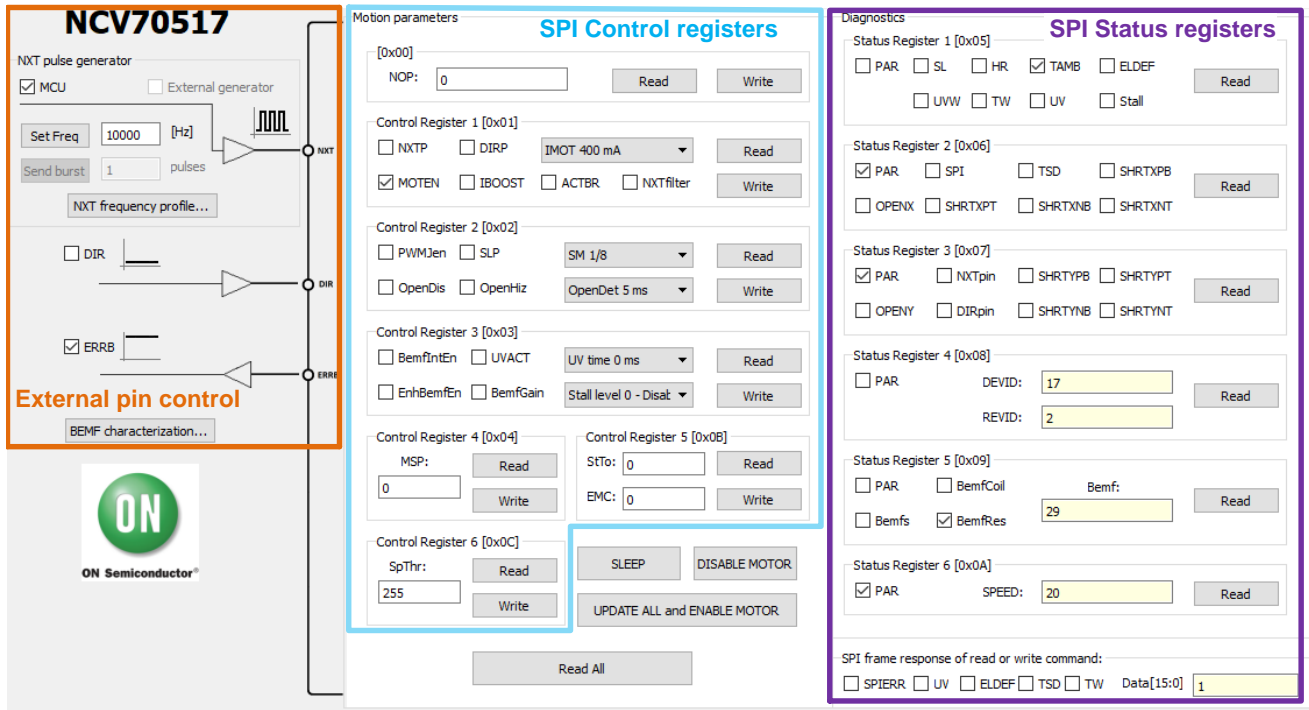 NCV70517
NXT pulse generator
MCU
External generator
Set Freq
10000
[Hz]
Send burst
1
pulses
NXT frequency profile...
NXT
DIR
DIR
ERRB
ERRB
External pin control
BEMF characterization...
ON
ON Semiconductor®
Motion parameters
SPI Control registers
[0x00]
NOP:
0
Read
Write
Control Register 1 [0x01]
NXTP
DIRP
IMOT 400 mA
Read
MOTEN
IBOOST
ACTBR
NXTfilter
Write
Control Register 2 [0x02]
PWMJen
SLP
SM 1/8
Read
OpenDis
OpenHiz
OpenDet 5 ms
Write
Control Register 3 [0x03]
BemfIntEn
UVACT
UV time 0 ms
Read
EnhBemfEn
BemfGain
Stall level 0 - Disat
Write
Control Register 4 [0x04]
MSP:
Read
0
Write
Control Register 5 [0x0B]
StTo:
0
Read
EMC:
0
Write
Control Register 6 [0x0C]
SpThr:
Read
255
Write
SLEEP
DISABLE MOTOR
UPDATE ALL and ENABLE MOTOR
Read All
Diagnostics
SPI Status registers
Status Register 1 [0x05]
PAR
SL
HR
TAMB
ELDEF
Read
UVW
TW
UV
Stall
Status Register 2 [0x06]
PAR
SPI
TSD
SHRTXPB
Read
OPENX
SHRTXPT
SHRTXNB
SHRTXNT
Status Register 3 [0x07]
PAR
NXTpin
SHRTYPB
SHRTYPT
Read
OPENY
DIRpin
SHRTYNB
SHRTYNT
Status Register 4 [0x08]
PAR
DEVID:
17
Read
REVID:
2
Status Register 5 [0x09]
PAR
BemfCoil
Bemf:
Read
Bemfs
BemfRes
29
Status Register 6 [0x0A]
PAR
SPEED:
20
Read
SPI frame response of read or write command:
SPIERR
UV
ELDEF
TSD
TW
Data[15:0]
1